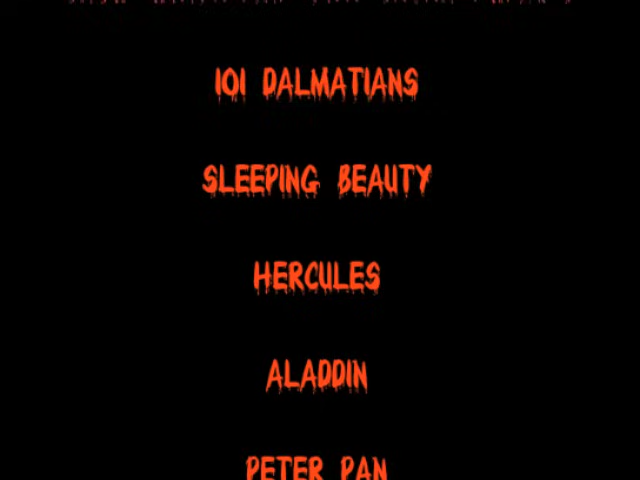 101 DALMATIANS
SLEEPING BEAUTY
HERCULES
ALADDIN
PETER PAN